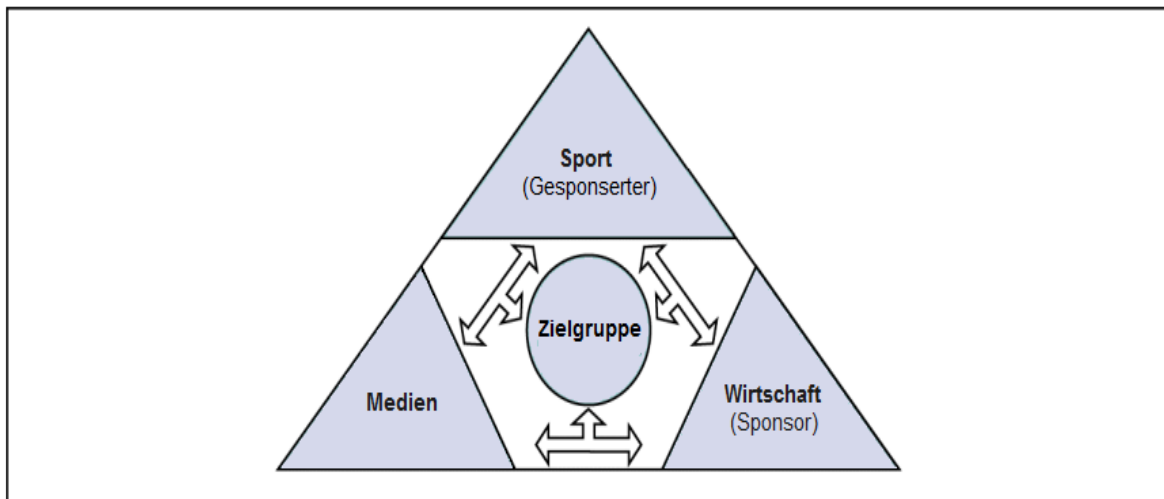 Sport
(Gesponserter)
Zielgruppe
Medien
Wirtschaft
(Sponsor)